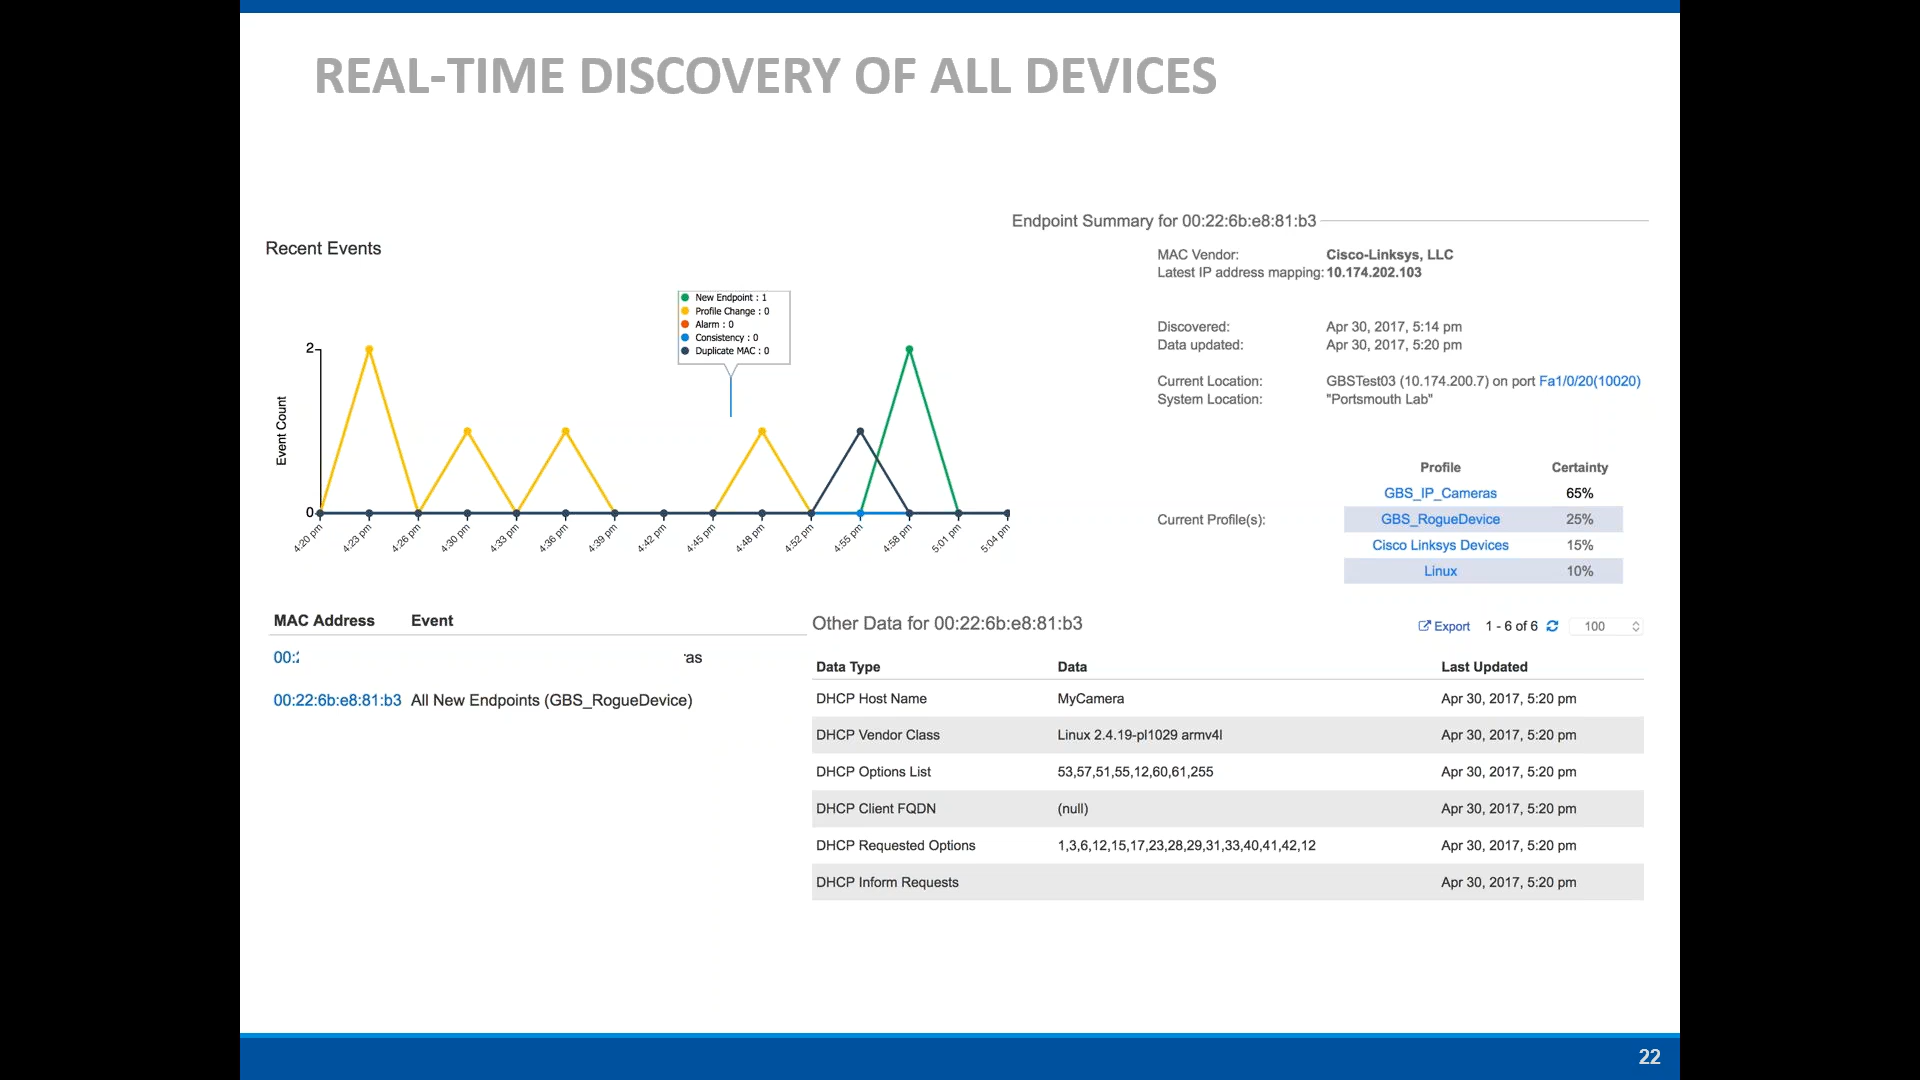 REAL-TIME DISCOVERY OF ALL DEVICES
Recent Events
New Endpoint : 1
Profile Change : 0
Alarm : 0
Consistency : 0
Duplicate MAC : 0
Event Count
2
0
4:20 pm
4:23 pm
4:26 pm
4:30 pm
4:33 pm
4:36 pm
4:39 pm
4:42 pm
4:45 pm
4:48 pm
4:52 pm
4:55 pm
4:58 pm
5:01 pm
5:04 pm
Endpoint Summary for 00:22:6b:e8:81:b3
MAC Vendor: Cisco-Linksys, LLC
Latest IP address mapping: 10.174.202.103
Discovered: Apr 30, 2017, 5:14 pm
Data updated: Apr 30, 2017, 5:20 pm
Current Location: GBSTest03 (10.174.200.7) on port Fa1/0/20(10020)
System Location: "Portsmouth Lab"
Current Profile(s):
Profile Certainty
GBS_IP_Cameras 65%
GBS_RogueDevice 25%
Cisco Linksys Devices 15%
Linux 10%
MAC Address Event
00:22:6b:e8:81:b3 All New Endpoints (GBS_RogueDevice)
Other Data for 00:22:6b:e8:81:b3
Export 1 - 6 of 6 100
Data Type Data Last Updated
DHCP Host Name MyCamera Apr 30, 2017, 5:20 pm
DHCP Vendor Class Linux 2.4.19-pl1029 armv4l Apr 30, 2017, 5:20 pm
DHCP Options List 53,57,51,55,12,60,61,255 Apr 30, 2017, 5:20 pm
DHCP Client FQDN (null) Apr 30, 2017, 5:20 pm
DHCP Requested Options 1,3,6,12,15,17,23,28,29,31,33,40,41,42,12 Apr 30, 2017, 5:20 pm
DHCP Inform Requests Apr 30, 2017, 5:20 pm
22